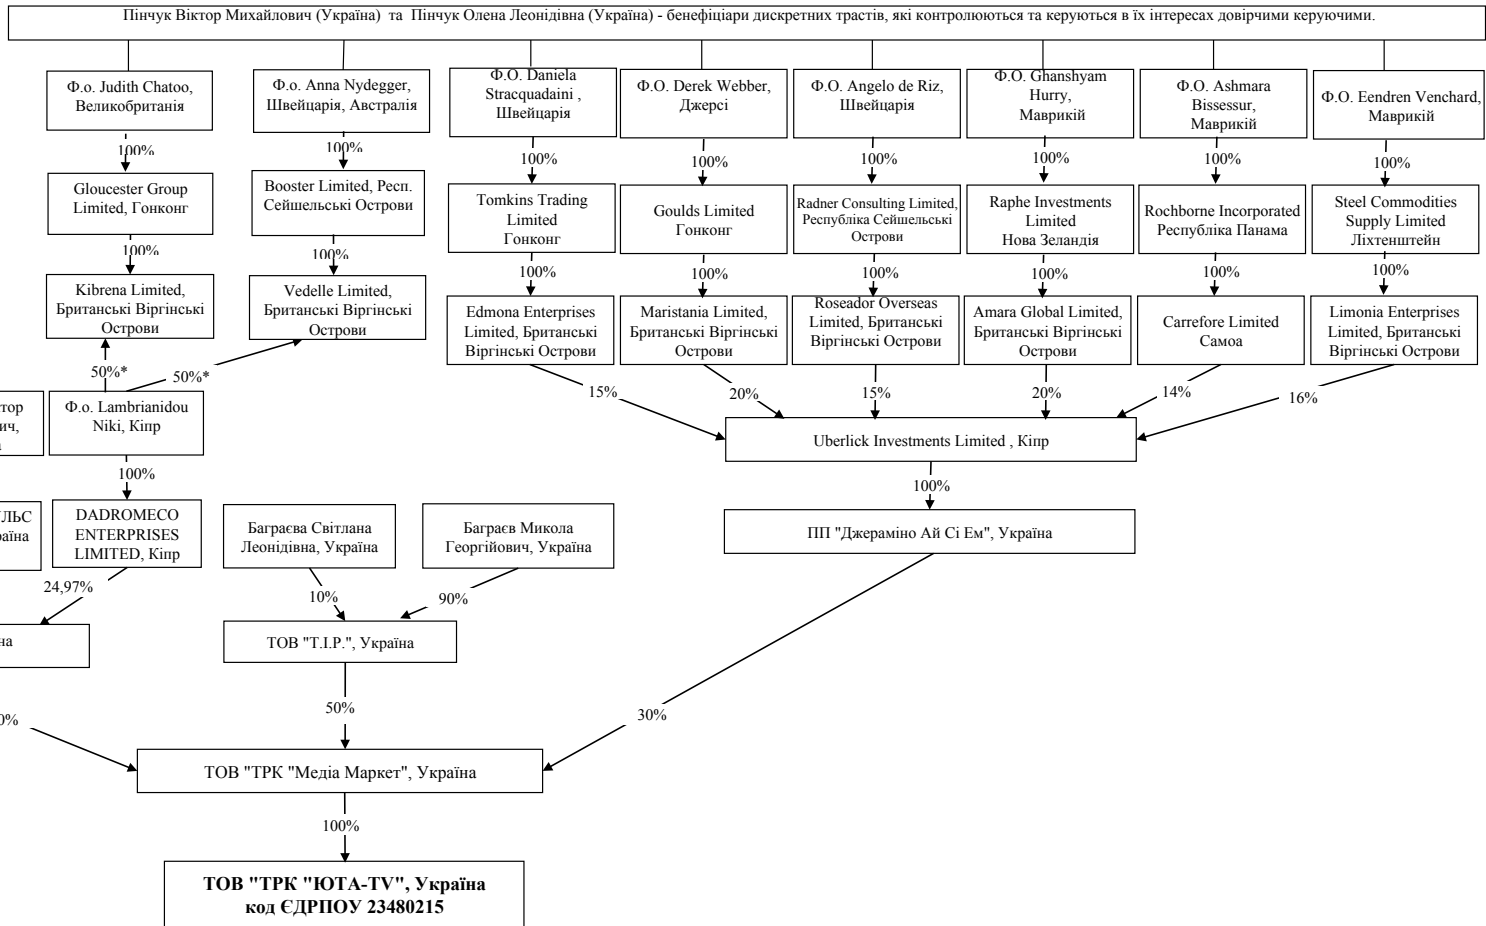 Пінчук Віктор Михайлович (Україна) та Пінчук Олена Леонідівна (Україна) - бенефіціари дискретних трастів, які контролюються та керуються в їх інтересах довірчими керуючими.
Ф.о. Judith Chatoo,
Великобританія
Ф.о. Anna Nydegger,
Швейцарія, Австралія
Ф.О. Daniela
Stracquadaini ,
Швейцарія
Ф.О. Derek Webber,
Джерсі
Ф.О. Angelo de Riz,
Швейцарія
Ф.О. Ghanshyam
Hurry,
Маврикій
Ф.О. Ashmara
Bissessur,
Маврикій
Ф.О. Eendren Venchard,
Маврикій
100%
100%
100%
100%
100%
100%
100%
100%
Gloucester Group
Limited, Гонконг
Booster Limited, Респ.
Сейшельські Острови
Tomkins Trading
Limited
Гонконг
Goulds Limited
Гонконг
Radner Consulting Limited,
Республіка Сейшельські
Острови
Raphe Investments
Limited
Нова Зеландія
Rochborne Incorporated
Республіка Панама
Steel Commodities
Supply Limited
Ліхтенштейн
100%
100%
100%
100%
100%
100%
100%
100%
Kibrena Limited,
Британські Віргінські
Острови
Vedelle Limited,
Британські Віргінські
Острови
Edmona Enterprises
Limited, Британські
Віргінські Острови
Maristania Limited,
Британські Віргінські
Острови
Roseador Overseas
Limited, Британські
Віргінські Острови
Amara Global Limited,
Британські Віргінські
Острови
Carrefore Limited
Самоа
Limonia Enterprises
Limited, Британські
Віргінські Острови
50%*
50%*
15%
20%
15%
20%
14%
16%
тор
ич,
Ф.о. Lambrianidou
Niki, Кіпр
Uberlick Investments Limited , Кіпр
100%
100%
ЛЬС
раїна
DADROMECO
ENTERPRISES
LIMITED, Кіпр
Баграєва Світлана
Леонідівна, Україна
Баграєв Микола
Георгійович, Україна
ПП "Джераміно Ай Сі Ем", Україна
24,97%
10%
90%
на
ТОВ "Т.І.Р.", Україна
0%
50%
30%
ТОВ "ТРК "Медіа Маркет", Україна
100%
ТОВ "ТРК "ЮТА-TV", Україна
код ЄДРПОУ 23480215